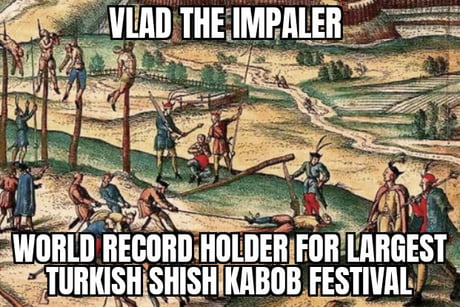 VLAD THE IMPALER
WORLD RECORD HOLDER FOR LARGEST
TURKISH SHISH KABOB FESTIVAL